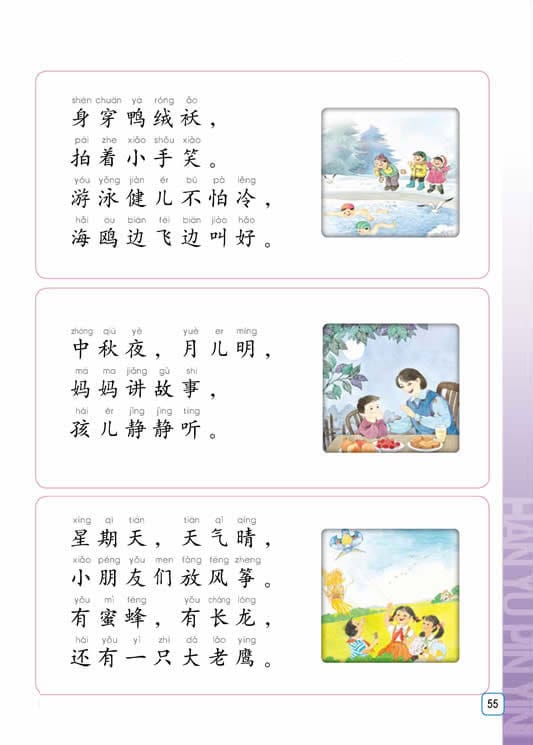 shēn chuān yā róng ǎo
身穿鸭绒袄，
pāi zhe xiǎo shǒu xiào
拍着小手笑。
yóu yǒng jiàn ér bú pà lěng
游泳健儿不怕冷，
hǎi ōu biān fēi biān jiào hǎo
海鸥边飞边叫好。
zhōng qiū yè yuè er míng
中秋夜，月儿明，
mā ma jiǎng gù shi
妈妈讲故事，
hái ér jìng jìng tīng
孩儿静静听。
xīng qī tiān tiān qì qíng
星期天，天气晴，
xiǎo péng yǒu men fàng fēng zheng
小朋友们放风筝。
yǒu mì fēng yǒu cháng lóng
有蜜蜂，有长龙，
hái yǒu yì zhī dà lǎo yīng
还有一只大老鹰。
HAN YU PIN YIN
55